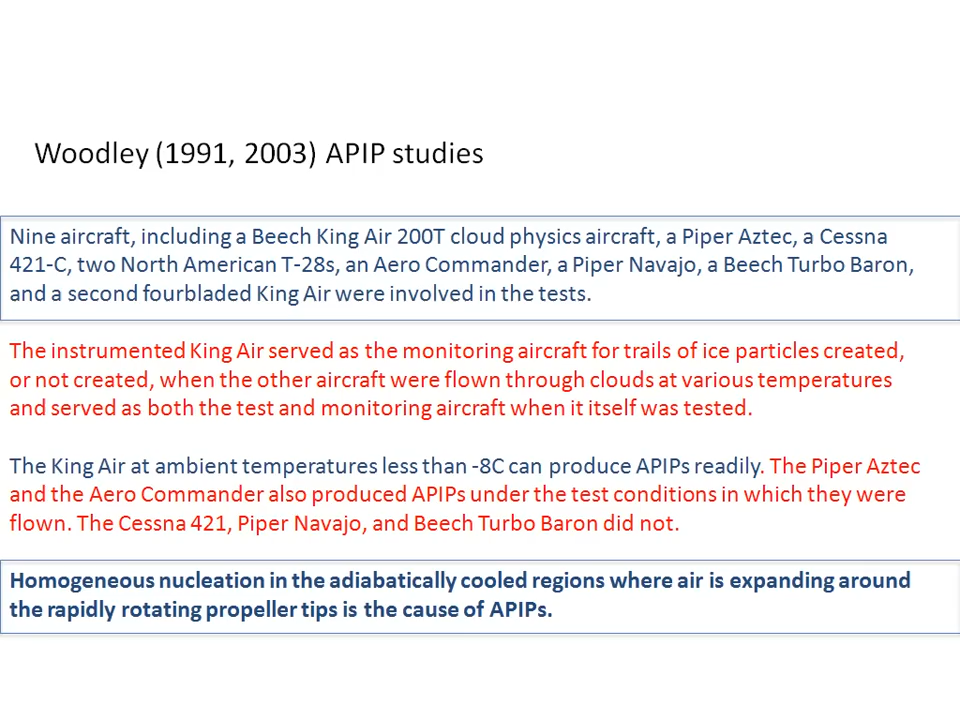 Woodley (1991, 2003) APIP studies
Nine aircraft, including a Beech King Air 200T cloud physics aircraft, a Piper Aztec, a Cessna
421-C, two North American T-28s, an Aero Commander, a Piper Navajo, a Beech Turbo Baron,
and a second fourbladed King Air were involved in the tests.
The instrumented King Air served as the monitoring aircraft for trails of ice particles created,
or not created, when the other aircraft were flown through clouds at various temperatures
and served as both the test and monitoring aircraft when it itself was tested.
The King Air at ambient temperatures less than -8C can produce APIPs readily. The Piper Aztec
and the Aero Commander also produced APIPs under the test conditions in which they were
flown. The Cessna 421, Piper Navajo, and Beech Turbo Baron did not.
Homogeneous nucleation in the adiabatically cooled regions where air is expanding around
the rapidly rotating propeller tips is the cause of APIPs.